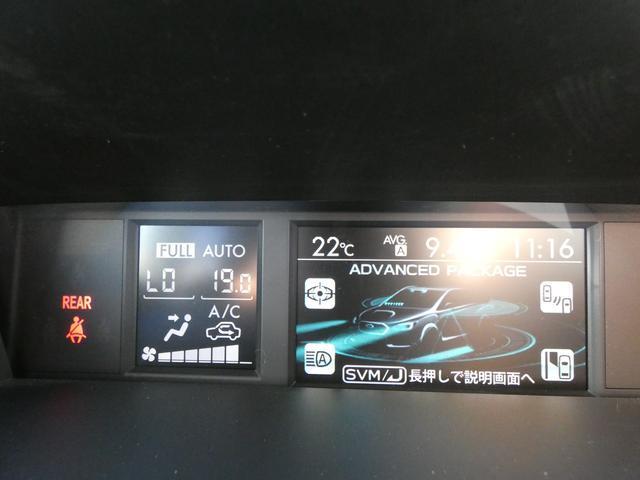 REAR
FULL AUTO
LO 19.0
A/C
22℃ AVG. A 11:16
ADVANCED PACKAGE
A
SVM/ 長押しで説明画面へ